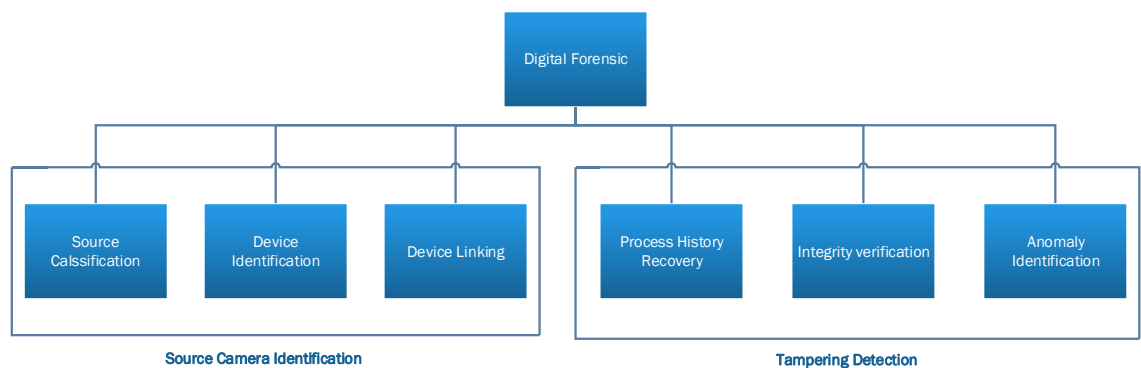 Digital Forensic
Source
Calssification
Device
Identification
Device Linking
Process History
Recovery
Integrity verification
Anomaly
Identification
Source Camera Identification
Tampering Detection